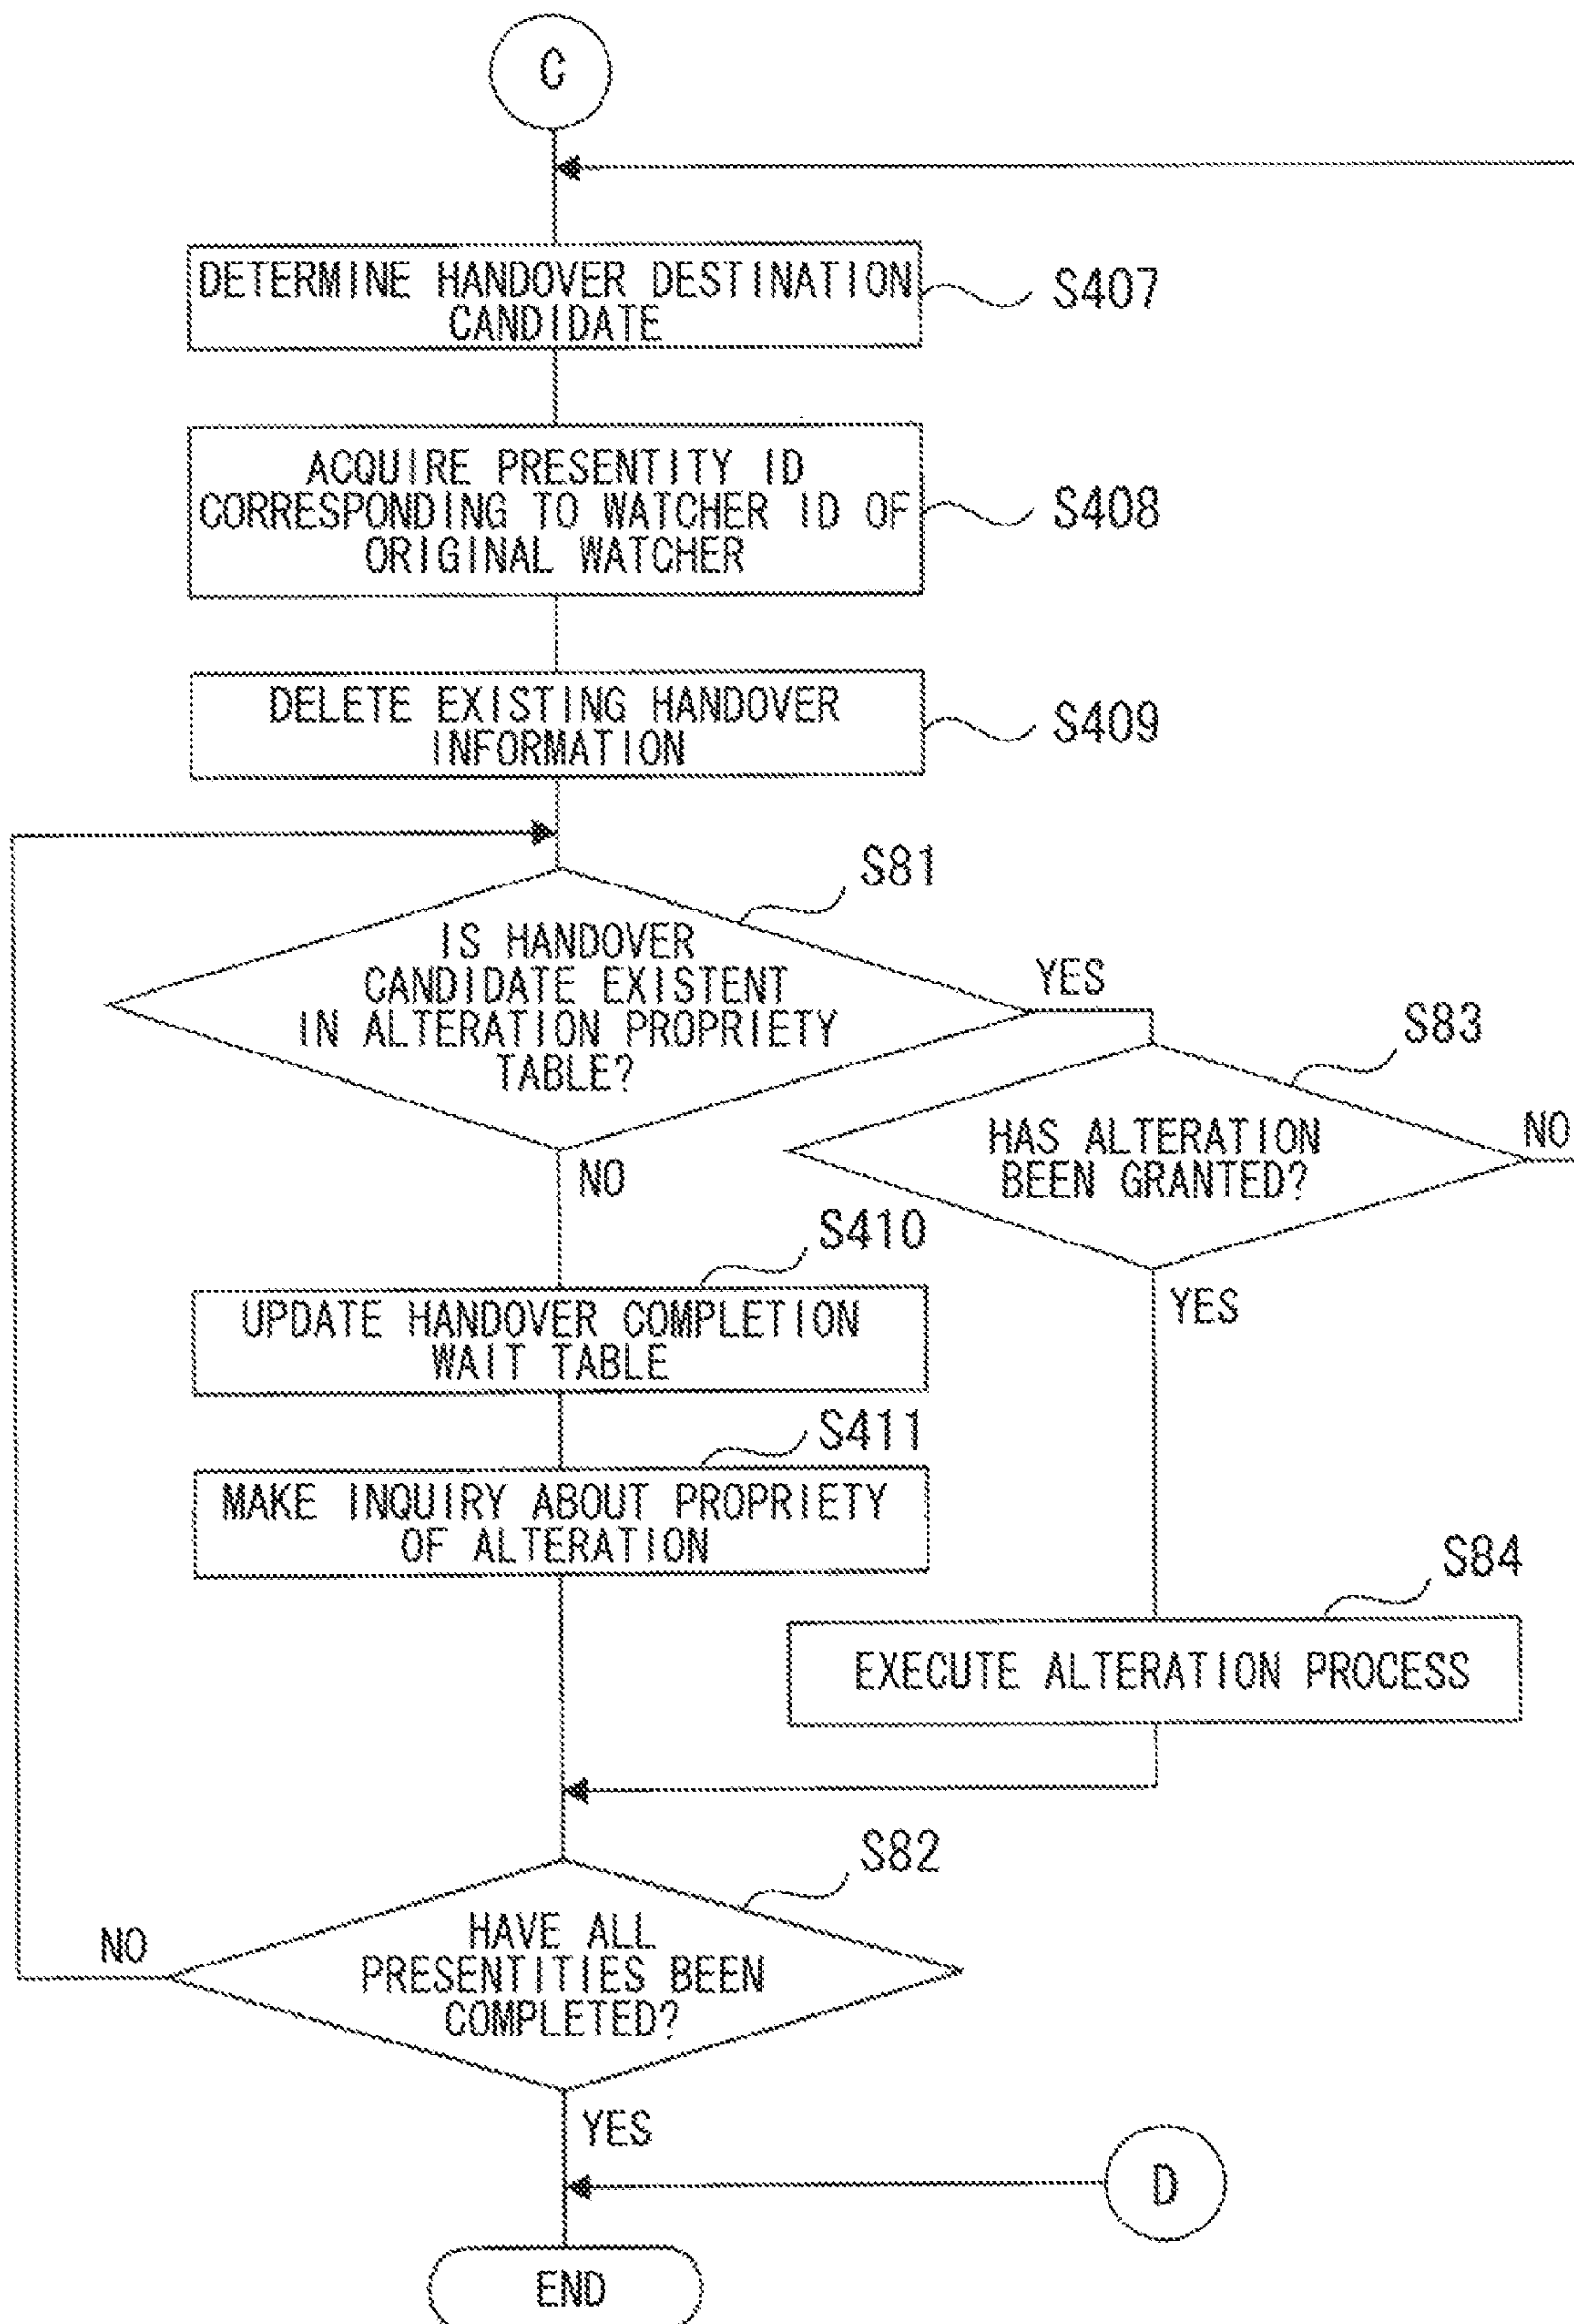 C
DETERMINE HANDOVER DESTINATION
CANDIDATE
S407
ACQUIRE PRESENTITY ID
CORRESPONDING TO WATCHER ID OF
ORIGINAL WATCHER
S408
DELETE EXISTING HANDOVER
INFORMATION
S409
S81
IS HANDOVER
CANDIDATE EXISTENT
IN ALTERATION PROPRIETY
TABLE?
YES
NO
S83
HAS ALTERATION
BEEN GRANTED?
NO
YES
S410
UPDATE HANDOVER COMPLETION
WAIT TABLE
S411
MAKE INQUIRY ABOUT PROPRIETY
OF ALTERATION
S84
EXECUTE ALTERATION PROCESS
S82
HAVE ALL
PRESENTITIES BEEN
COMPLETED?
NO
YES
D
END